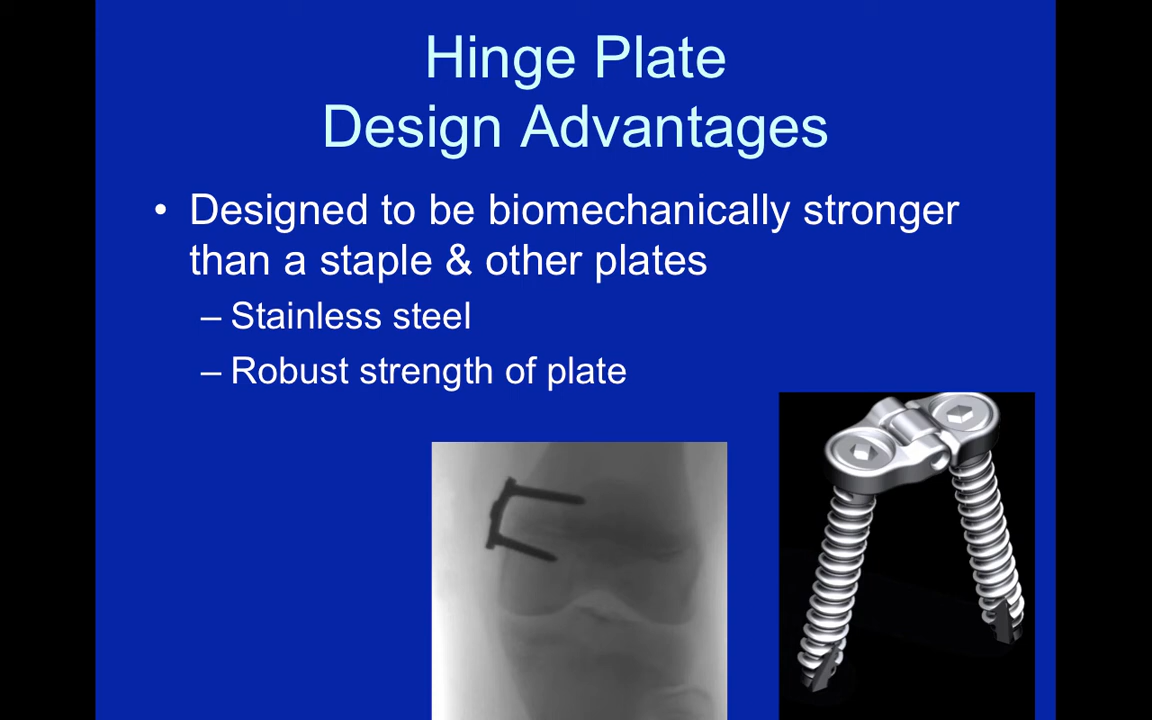 Hinge Plate
Design Advantages
• Designed to be biomechanically stronger
than a staple & other plates
– Stainless steel
– Robust strength of plate